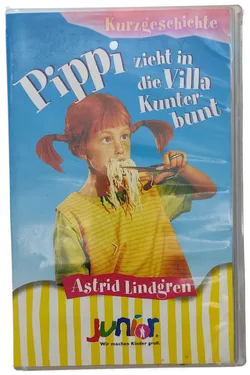 Kurzgeschichte
Pippi zieht in
die Villa
Kunter-
bunt
Astrid Lindgren
junior.
Wir machen Kinder groß.